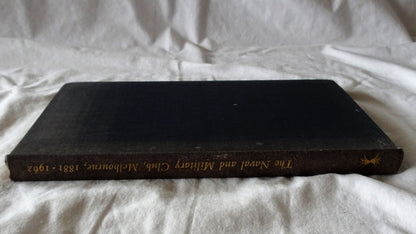 The Naval and Military Club, Melbourne, 1881 - 1962